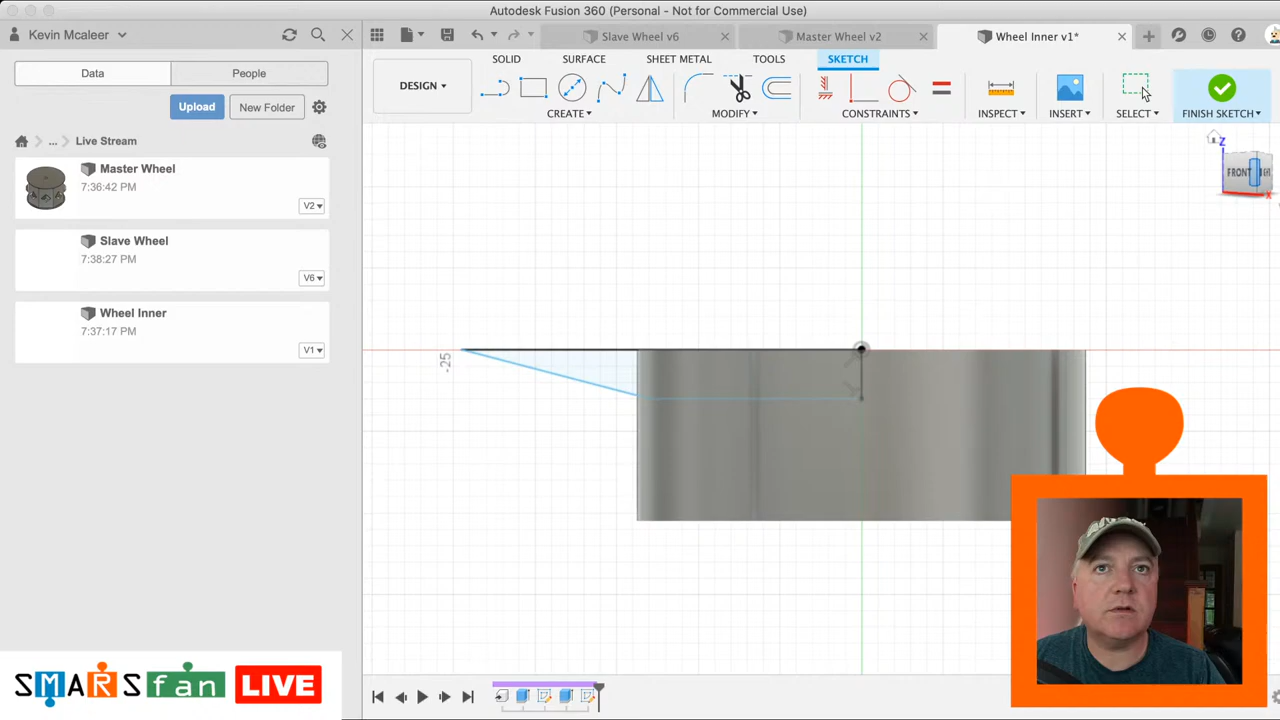 Autodesk Fusion 360 (Personal - Not for Commercial Use)
Kevin Mcaleer
Slave Wheel v6
Master Wheel v2
Wheel Inner v1*
Data
People
SOLID
SURFACE
SHEET METAL
TOOLS
SKETCH
DESIGN
Upload
New Folder
CREATE
MODIFY
CONSTRAINTS
INSPECT
INSERT
SELECT
FINISH SKETCH
...
Live Stream
Master Wheel
7:36:42 PM
V2
Slave Wheel
7:38:27 PM
V6
Wheel Inner
7:37:17 PM
V1
Z
FRONT
X
-25
SMARSfan LIVE